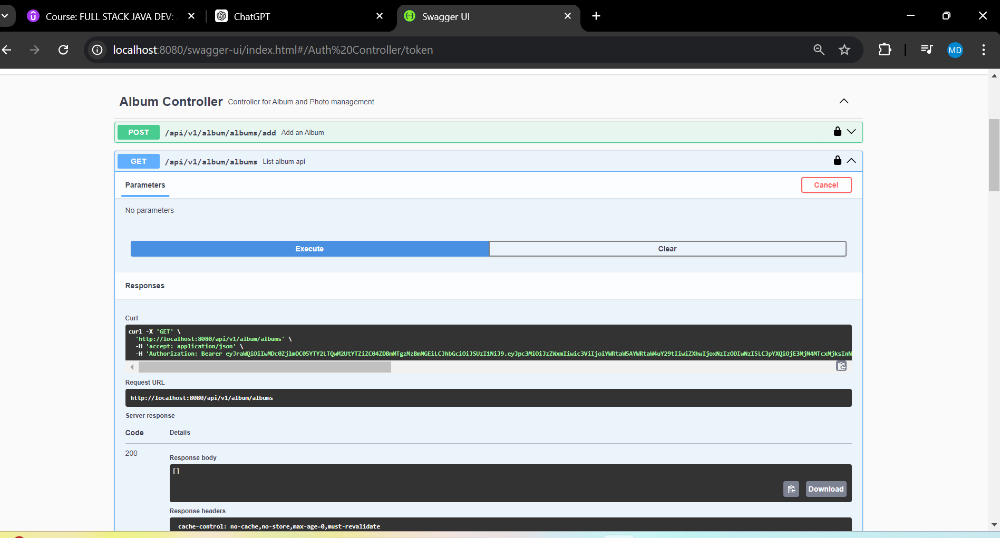 Course: FULL STACK JAVA DEV:
ChatGPT
Swagger UI
localhost:8080/swagger-ui/index.html#/Auth%20Controller/token
MD
Album Controller Controller for Album and Photo management
POST /api/v1/album/albums/add Add an Album
GET /api/v1/album/albums List album api
Parameters
Cancel
No parameters
Execute
Clear
Responses
Curl
curl -X 'GET' \
'http://localhost:8080/api/v1/album/albums' \
-H 'accept: application/json' \
-H 'Authorization: Bearer eyJraWQiOiIwMDc0ZjlmOC05YTY2LTQwM2UtYTZiZC04ZDBmMTgzMzBmMGEiLCJhbGciOiJSUzI1NiJ9.eyJpc3MiOiJzZWxmIiwic3ViIjoiYWRtaW5AYWRtaW4uY29tIiwiZXhwIjoxNzIzODIwNzI5LCJpYXQiOjE3MjM4MTcxMjksInN
Request URL
http://localhost:8080/api/v1/album/albums
Server response
Code Details
200
Response body
[]
Download
Response headers
cache-control: no-cache,no-store,max-age=0,must-revalidate